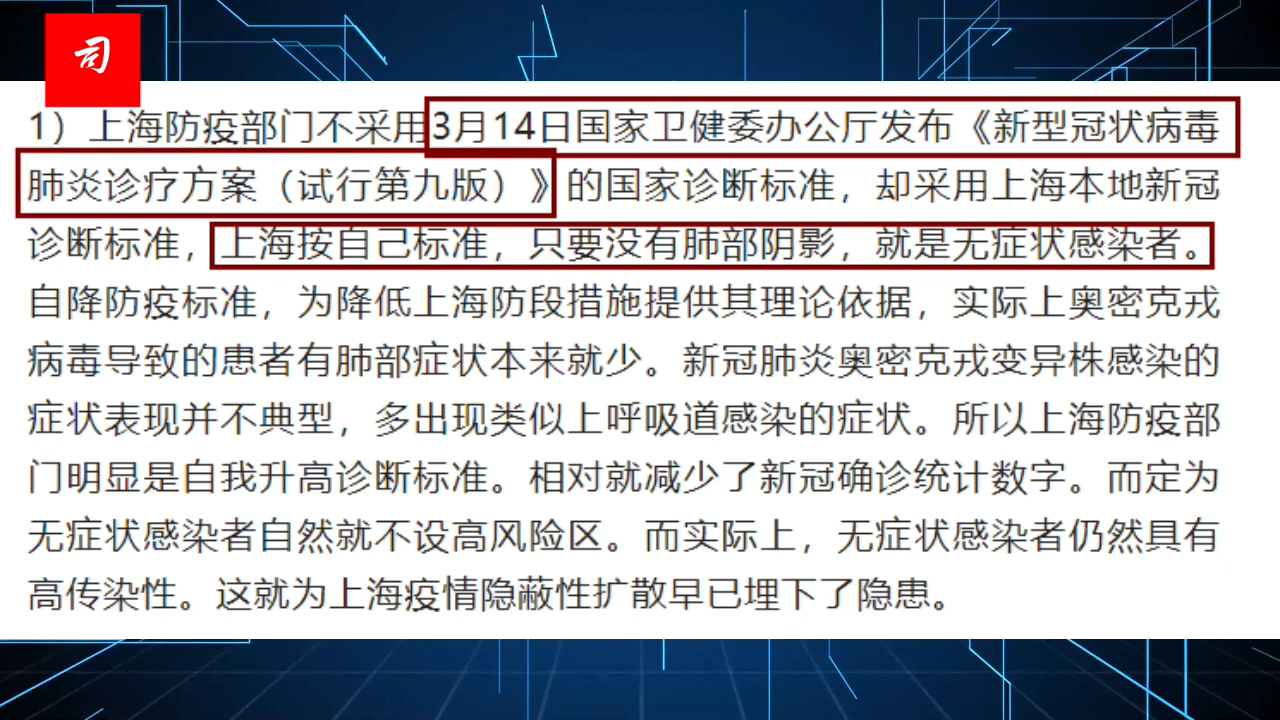 司
1）上海防疫部门不采用3月14日国家卫健委办公厅发布《新型冠状病毒
肺炎诊疗方案（试行第九版）》的国家诊断标准，却采用上海本地新冠
诊断标准，上海按自己标准，只要没有肺部阴影，就是无症状感染者。
自降防疫标准，为降低上海防段措施提供其理论依据，实际上奥密克戎
病毒导致的患者有肺部症状本来就少。新冠肺炎奥密克戎变异株感染的
症状表现并不典型，多出现类似上呼吸道感染的症状。所以上海防疫部
门明显是自我升高诊断标准。相对就减少了新冠确诊统计数字。而定为
无症状感染者自然就不设高风险区。而实际上，无症状感染者仍然具有
高传染性。这就为上海疫情隐蔽性扩散早已埋下了隐患。